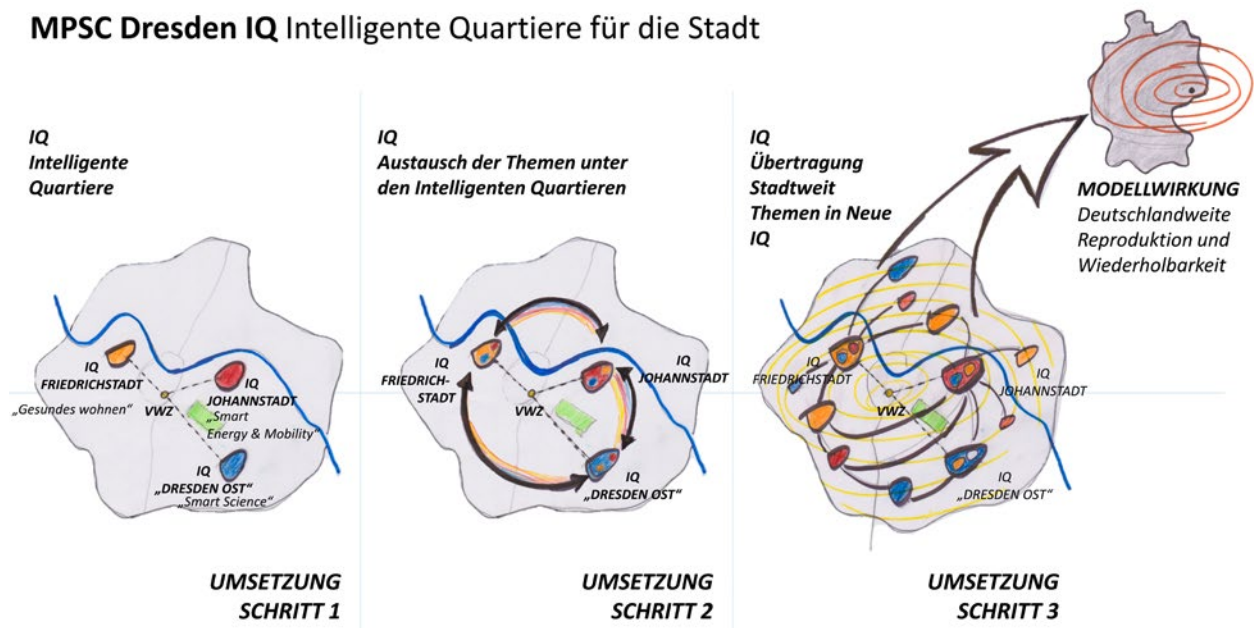 MPSC Dresden IQ Intelligente Quartiere für die Stadt
IQ
Intelligente
Quartiere
IQ
FRIEDRICHSTADT
„Gesundes wohnen“
VWZ
IQ
JOHANNSTADT
„Smart
Energy & Mobility“
IQ
„DRESDEN OST“
„Smart Science“
UMSETZUNG
SCHRITT 1
IQ
Austausch der Themen unter
den Intelligenten Quartieren
IQ
FRIEDRICH-
STADT
VWZ
IQ
JOHANNSTADT
IQ
„DRESDEN OST“
UMSETZUNG
SCHRITT 2
IQ
Übertragung
Stadtweit
Themen in Neue
IQ
IQ
FRIEDRICHSTADT
VWZ
IQ
JOHANNSTADT
IQ
„DRESDEN OST“
UMSETZUNG
SCHRITT 3
MODELLWIRKUNG
Deutschlandweite
Reproduktion und
Wiederholbarkeit